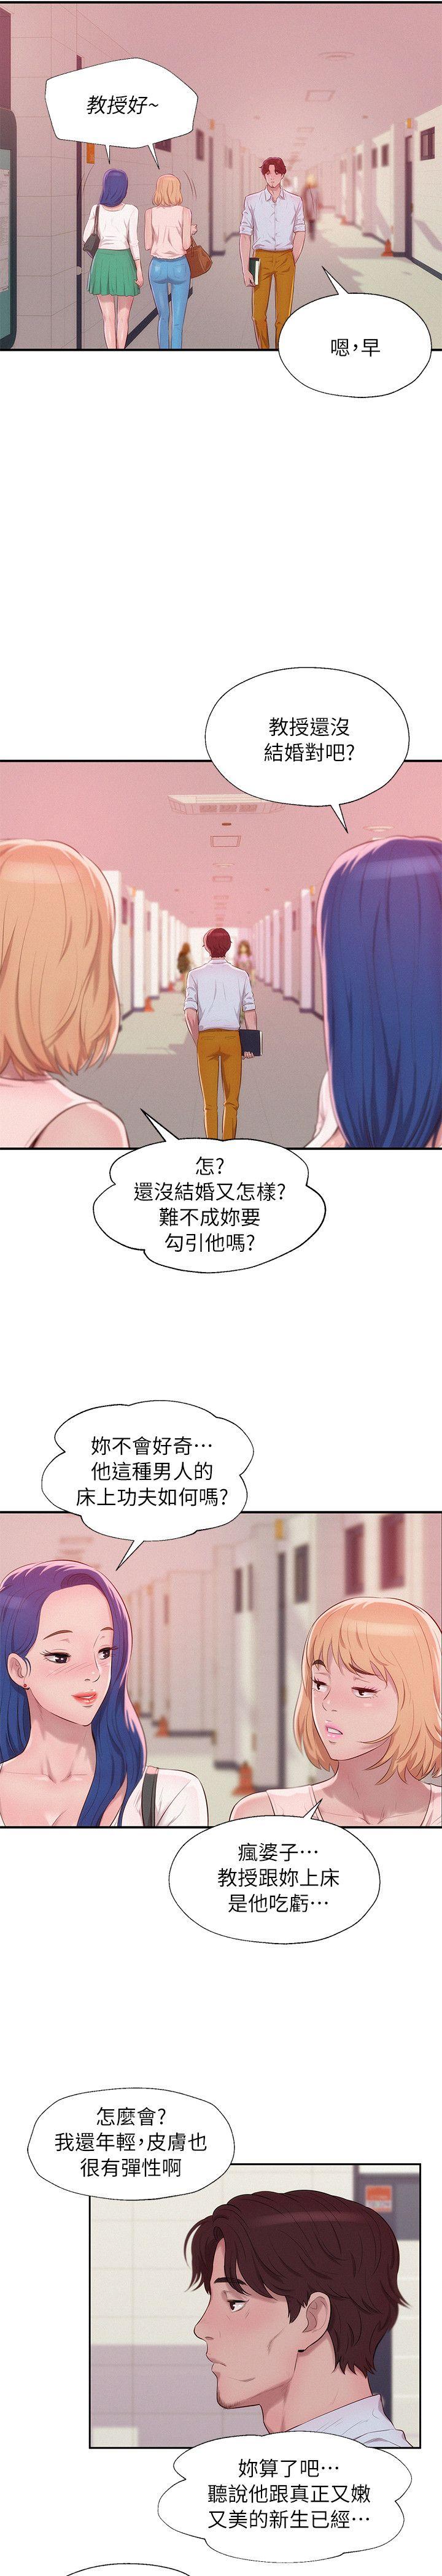 教授好~
嗯,早
教授還沒
結婚對吧?
怎?
還沒結婚又怎樣?
難不成妳要
勾引他嗎?
妳不會好奇…
他這種男人的
床上功夫如何嗎?
瘋婆子…
教授跟妳上床
是他吃虧…
怎麼會?
我還年輕,皮膚也
很有彈性啊
妳算了吧…
聽說他跟真正又嫩
又美的新生已經…